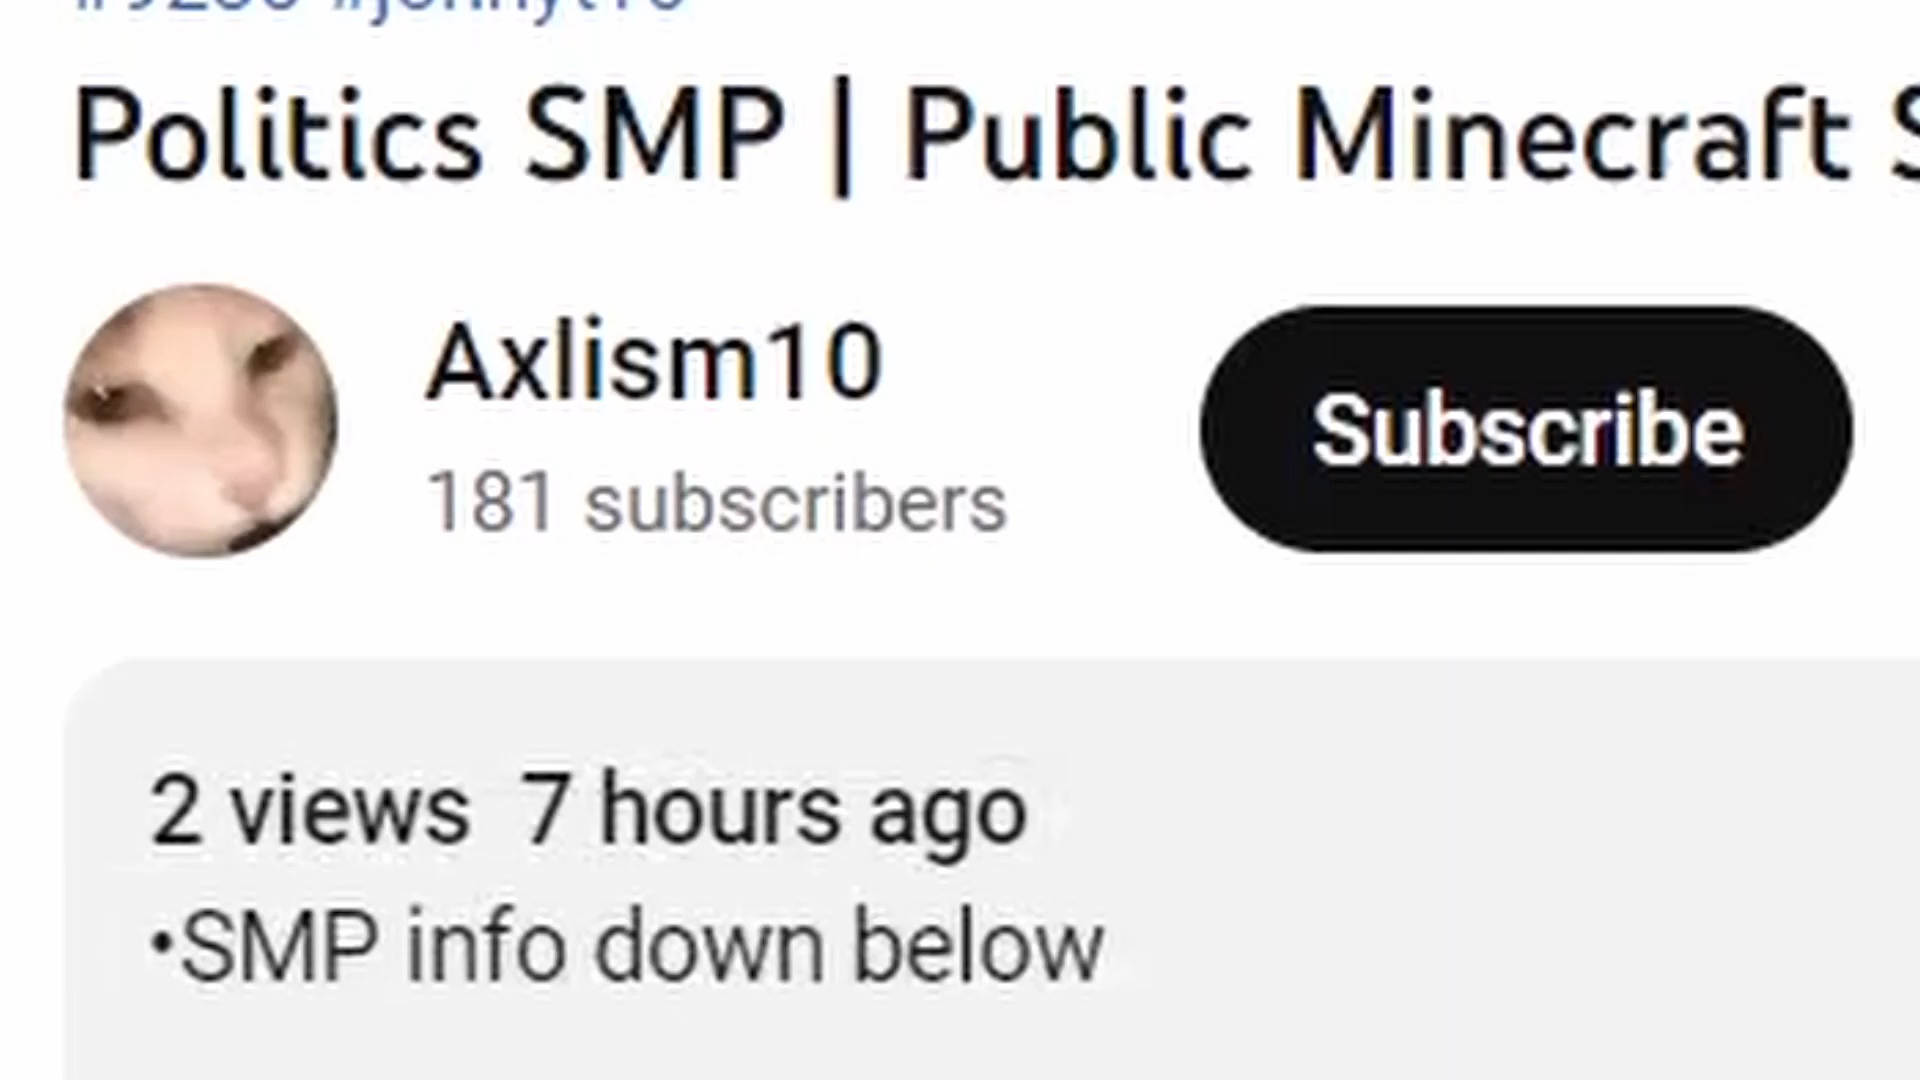 Politics SMP | Public Minecraft
Axlism10
181 subscribers
Subscribe
2 views 7 hours ago
•SMP info down below